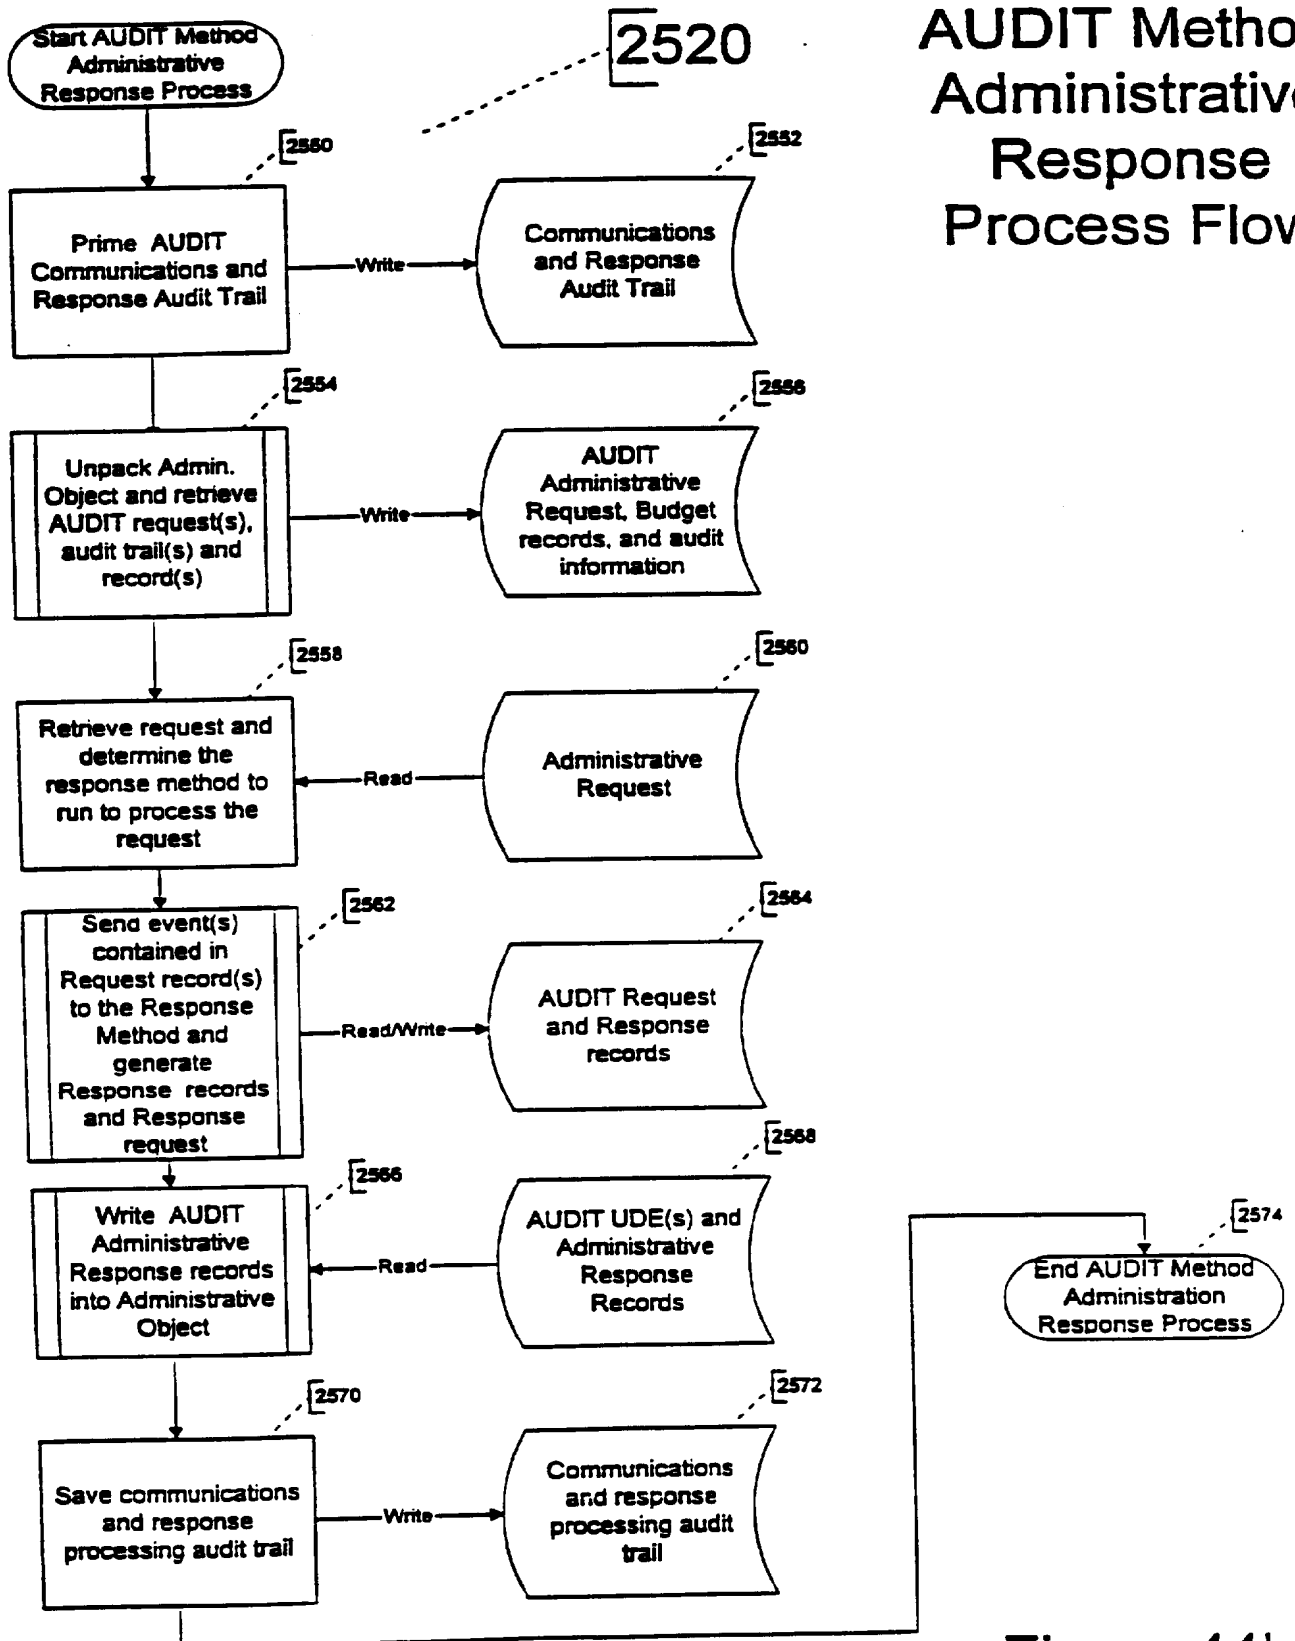 Start AUDIT Method
Administrative
Response Process
2520
AUDIT Metho
Administrative
Response
Process Flow
2550
Prime AUDIT
Communications and
Response Audit Trail
Write
2552
Communications
and Response
Audit Trail
2554
Unpack Admin.
Object and retrieve
AUDIT request(s),
audit trail(s) and
record(s)
Write
2556
AUDIT
Administrative
Request, Budget
records, and audit
information
2558
Retrieve request and
determine the
response method to
run to process the
request
Read
2560
Administrative
Request
2562
Send event(s)
contained in
Request record(s)
to the Response
Method and
generate
Response records
and Response
request
Read/Write
2564
AUDIT Request
and Response
records
2566
Write AUDIT
Administrative
Response records
into Administrative
Object
Read
2568
AUDIT UDE(s) and
Administrative
Response
Records
2570
Save communications
and response
processing audit trail
Write
2572
Communications
and response
processing audit
trail
2574
End AUDIT Method
Administration
Response Process